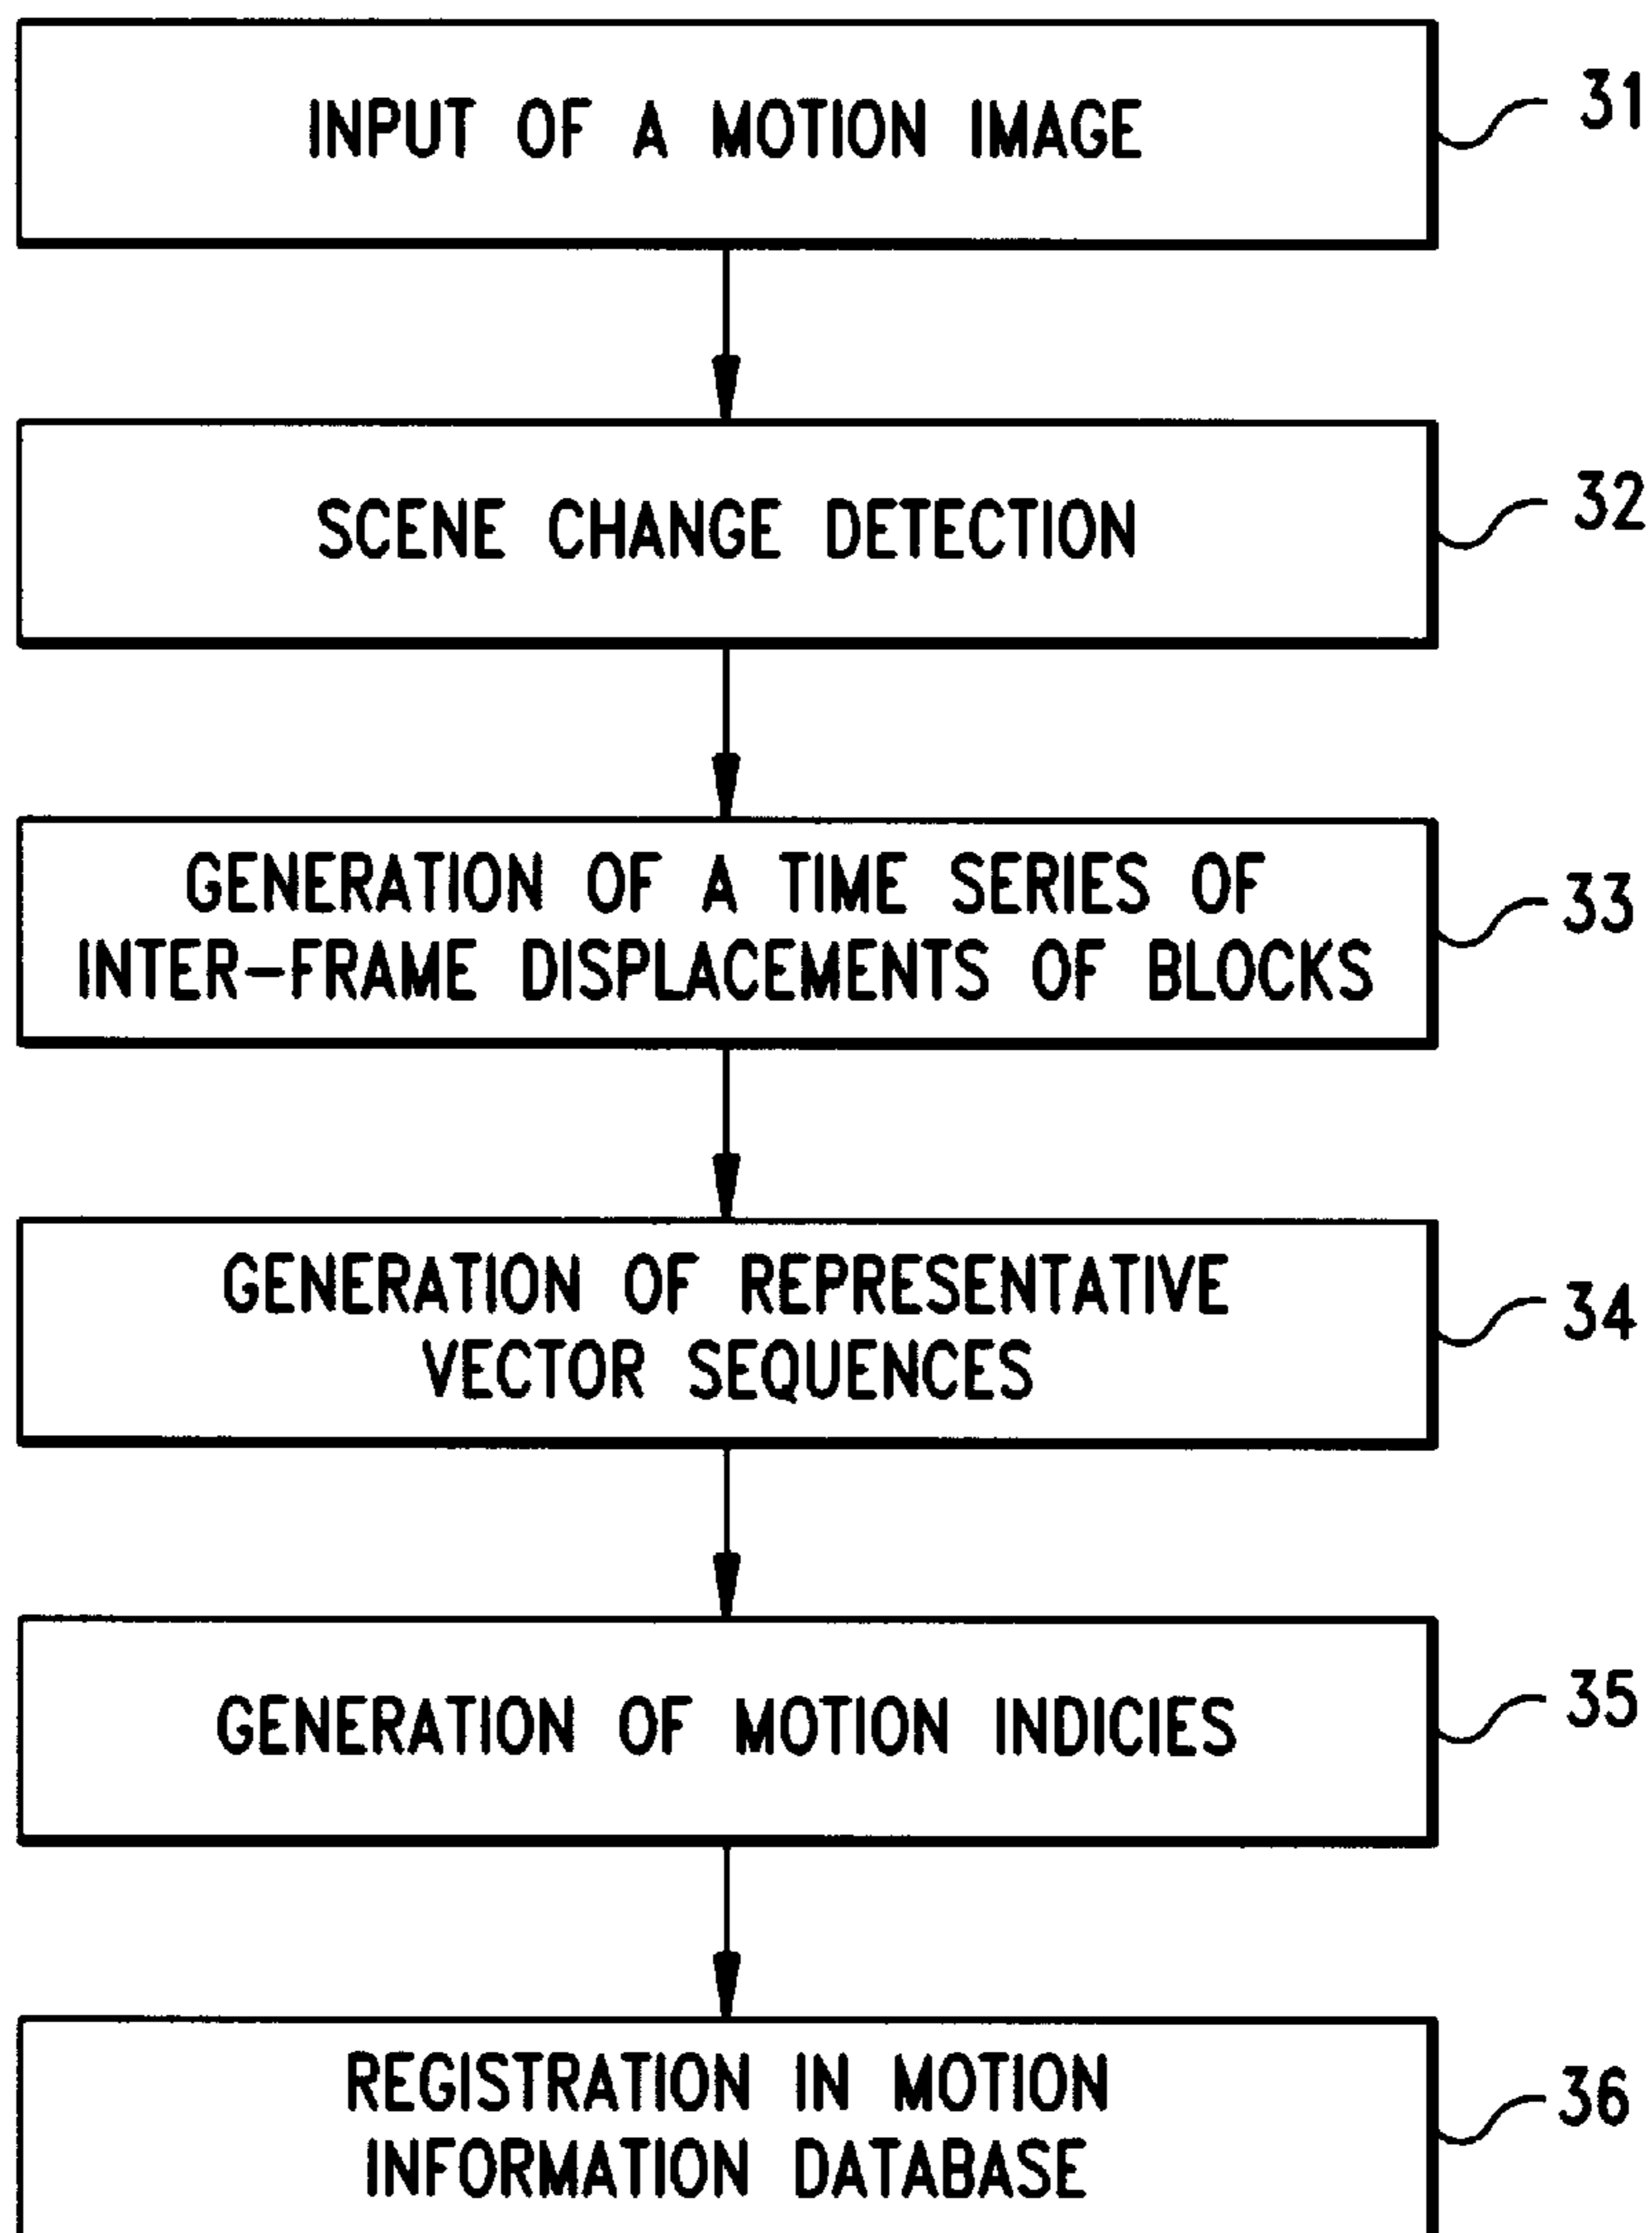 INPUT OF A MOTION IMAGE
31
SCENE CHANGE DETECTION
32
GENERATION OF A TIME SERIES OF
INTER-FRAME DISPLACEMENTS OF BLOCKS
33
GENERATION OF REPRESENTATIVE
VECTOR SEQUENCES
34
GENERATION OF MOTION INDICIES
35
REGISTRATION IN MOTION
INFORMATION DATABASE
36